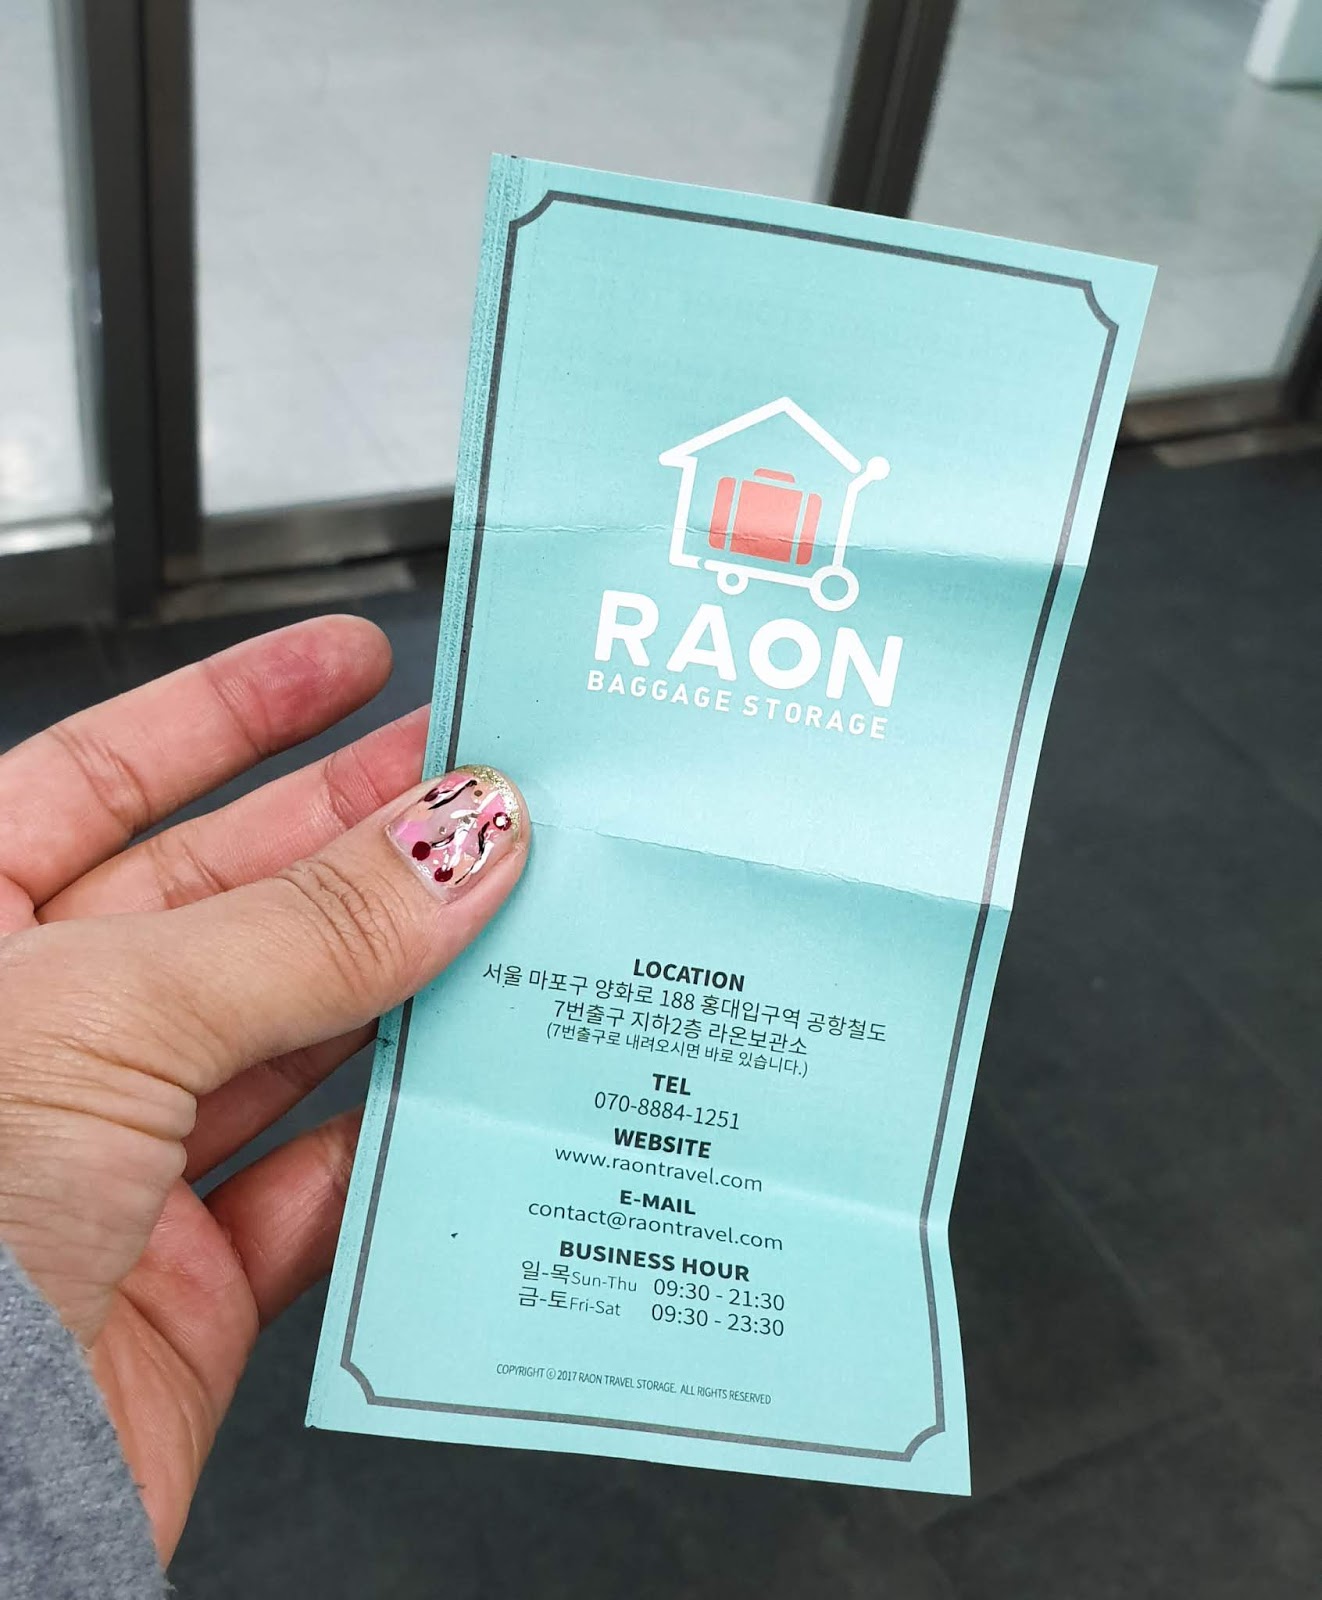 RAON
BAGGAGE STORAGE
LOCATION
서울 마포구 양화로 188 홍대입구역 공항철도
7번출구 지하2층 라온보관소
(7번출구로 내려오시면 바로 있습니다.)
TEL
070-8884-1251
WEBSITE
www.raontravel.com
E-MAIL
contact@raontravel.com
BUSINESS HOUR
일-목Sun-Thu 09:30 - 21:30
금-토Fri-Sat 09:30 - 23:30
COPYRIGHT ⓒ 2017 RAON TRAVEL STORAGE. ALL RIGHTS RESERVED